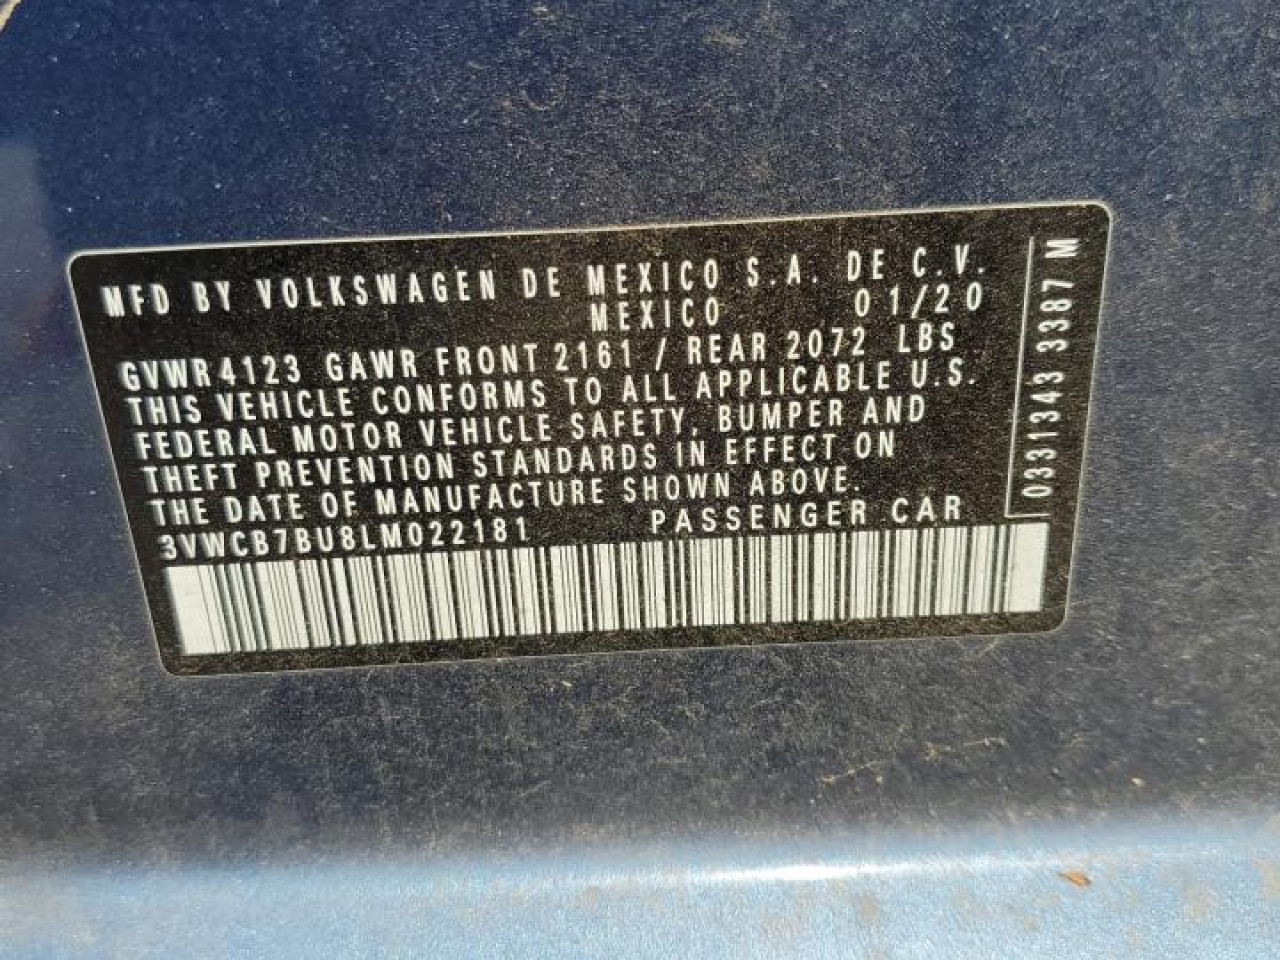 MFD BY VOLKSWAGEN DE MEXICO S.A. DE C.V.
MEXICO 01/20
GVWR 4123 GAWR FRONT 2161 / REAR 2072 LBS
THIS VEHICLE CONFORMS TO ALL APPLICABLE U.S.
FEDERAL MOTOR VEHICLE SAFETY, BUMPER AND
THEFT PREVENTION STANDARDS IN EFFECT ON
THE DATE OF MANUFACTURE SHOWN ABOVE.
3VWCB7BU8LM022181 PASSENGER CAR
0331343 3387 M